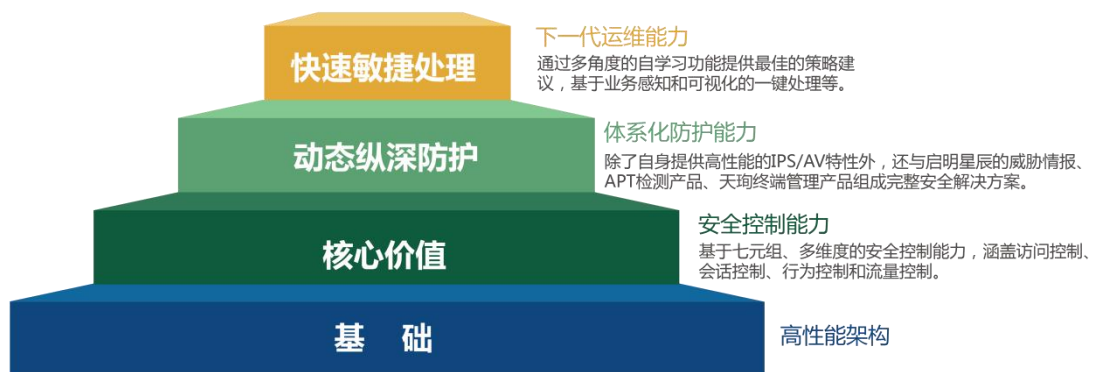 快速敏捷处理
下一代运维能力
通过多角度的自学习功能提供最佳的策略建
议，基于业务感知和可视化的一键处理等。
动态纵深防护
体系化防护能力
除了自身提供高性能的IPS/AV特性外，还与启明星辰的威胁情报、
APT检测产品、天珣终端管理产品组成完整安全解决方案。
核心价值
安全控制能力
基于七元组、多维度的安全控制能力，涵盖访问控制、
会话控制、行为控制和流量控制。
基 础
高性能架构